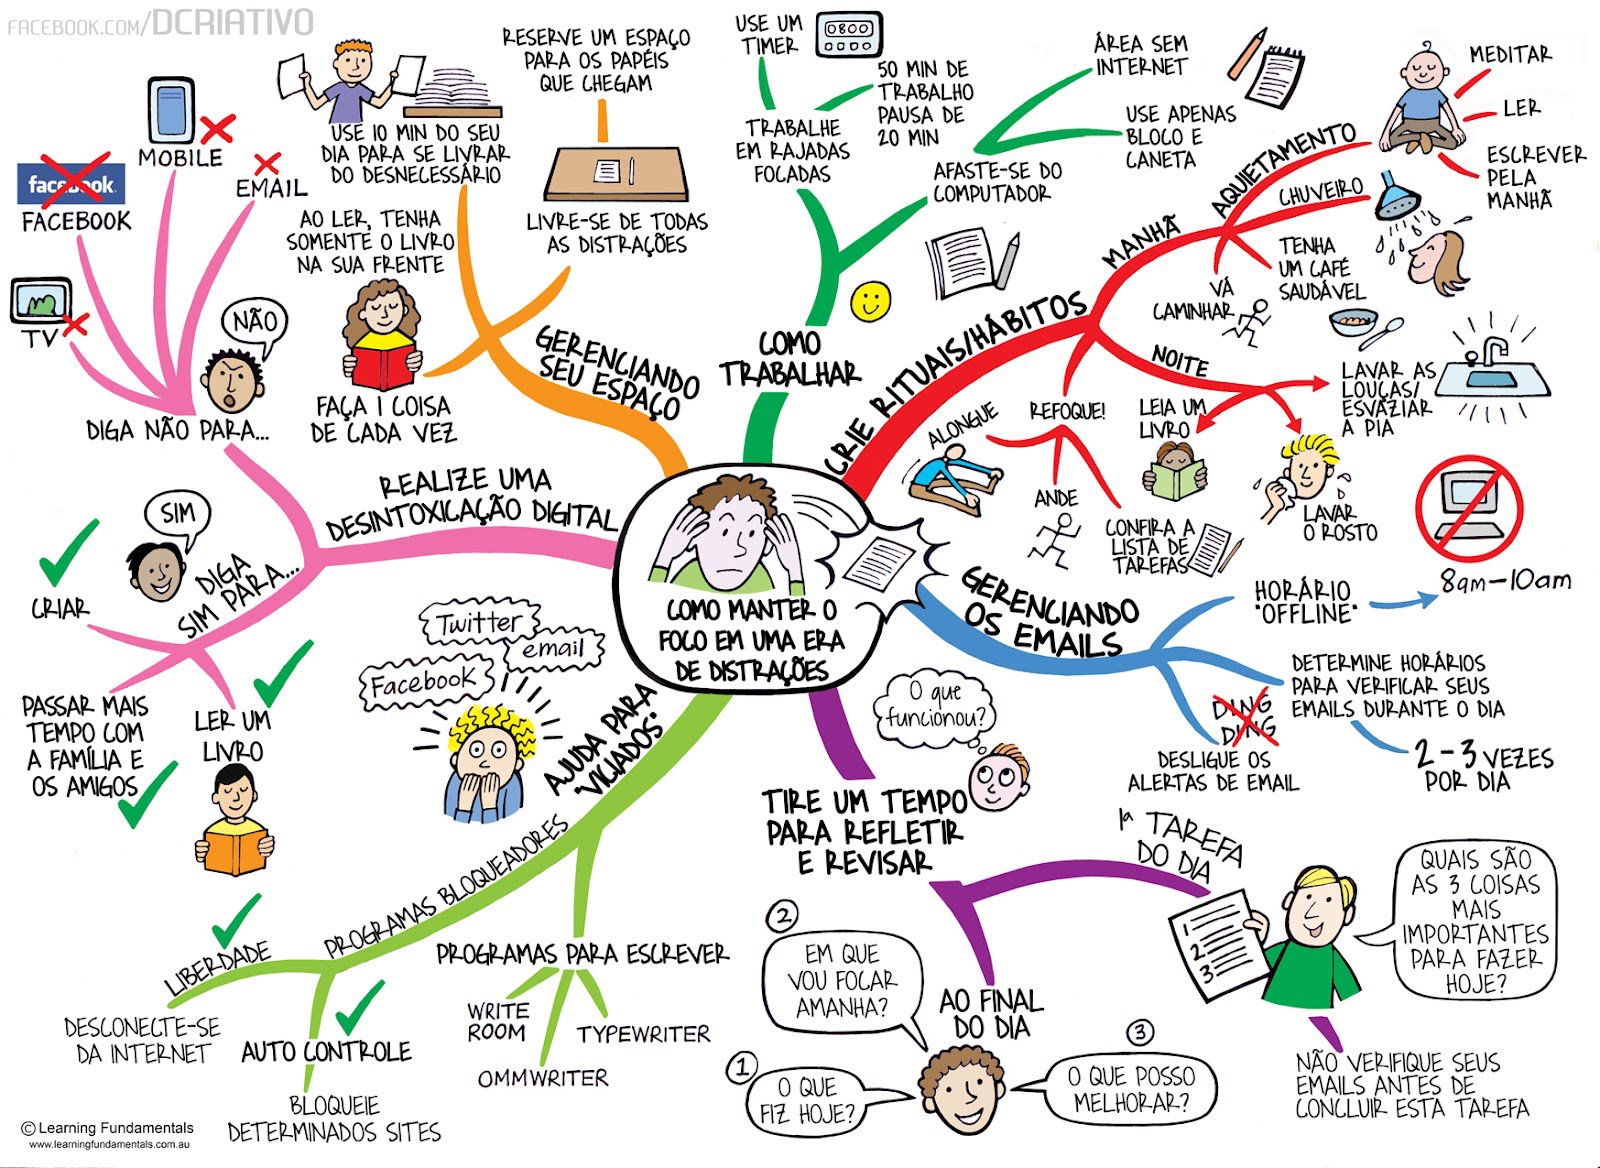 FACEBOOK.COM/DCRIATIVO
COMO MANTER O
FOCO EM UMA ERA
DE DISTRAÇÕES
CRIE RITUAIS/HÁBITOS
MANHÃ
AQUIETAMENTO
MEDITAR
LER
ESCREVER
PELA
MANHÃ
CHUVEIRO
TENHA
UM CAFÉ
SAUDÁVEL
VÁ
CAMINHAR
NOITE
LAVAR AS
LOUÇAS/
ESVAZIAR
A PIA
LEIA UM
LIVRO
LAVAR
O ROSTO
REFOQUE!
ALONGUE
ANDE
CONFIRA A
LISTA DE
TAREFAS
GERENCIANDO
OS EMAILS
HORÁRIO
"OFFLINE"
8am-10am
DETERMINE HORÁRIOS
PARA VERIFICAR SEUS
EMAILS DURANTE O DIA
2-3 VEZES
POR DIA
DING
DING
DESLIGUE OS
ALERTAS DE EMAIL
TIRE UM TEMPO
PARA REFLETIR
E REVISAR
O que
funcionou?
1ª TAREFA
DO DIA
1
2
3
QUAIS SÃO
AS 3 COISAS
MAIS
IMPORTANTES
PARA FAZER
HOJE?
NÃO VERIFIQUE SEUS
EMAILS ANTES DE
CONCLUIR ESTA TAREFA
AO FINAL
DO DIA
1
O QUE
FIZ HOJE?
2
EM QUE
VOU FOCAR
AMANHA?
3
O QUE POSSO
MELHORAR?
AJUDA PARA
"VICIADOS"
Twitter
email
Facebook
PROGRAMAS BLOQUEADORES
LIBERDADE
DESCONECTE-SE
DA INTERNET
AUTO CONTROLE
BLOQUEIE
DETERMINADOS SITES
PROGRAMAS PARA ESCREVER
WRITE
ROOM
OMMWRITER
TYPEWRITER
REALIZE UMA
DESINTOXICAÇÃO DIGITAL
DIGA NÃO PARA...
NÃO
TV
facebook.
FACEBOOK
MOBILE
EMAIL
DIGA
SIM PARA...
SIM
CRIAR
PASSAR MAIS
TEMPO COM
A FAMÍLIA E
OS AMIGOS
LER UM
LIVRO
GERENCIANDO
SEU ESPAÇO
USE 10 MIN DO SEU
DIA PARA SE LIVRAR
DO DESNECESSÁRIO
RESERVE UM ESPAÇO
PARA OS PAPÉIS
QUE CHEGAM
LIVRE-SE DE TODAS
AS DISTRAÇÕES
AO LER, TENHA
SOMENTE O LIVRO
NA SUA FRENTE
FAÇA 1 COISA
DE CADA VEZ
COMO
TRABALHAR
TRABALHE
EM RAJADAS
FOCADAS
USE UM
TIMER
0800
50 MIN DE
TRABALHO
PAUSA DE
20 MIN
AFASTE-SE DO
COMPUTADOR
ÁREA SEM
INTERNET
USE APENAS
BLOCO E
CANETA
© Learning Fundamentals
www.learningfundamentals.com.au